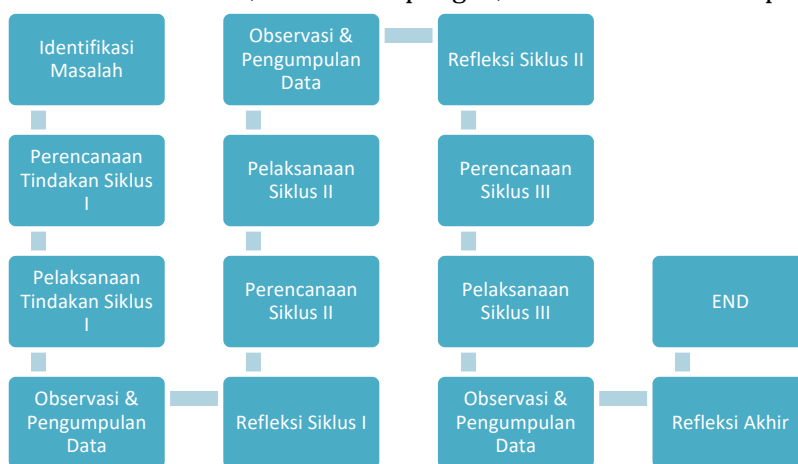 Identifikasi
Masalah
Perencanaan
Tindakan Siklus
I
Pelaksanaan
Tindakan Siklus
I
Observasi &
Pengumpulan
Data
Refleksi Siklus I
Perencanaan
Siklus II
Pelaksanaan
Siklus II
Observasi &
Pengumpulan
Data
Refleksi Siklus II
Perencanaan
Siklus III
Pelaksanaan
Siklus III
Observasi &
Pengumpulan
Data
Refleksi Akhir
END